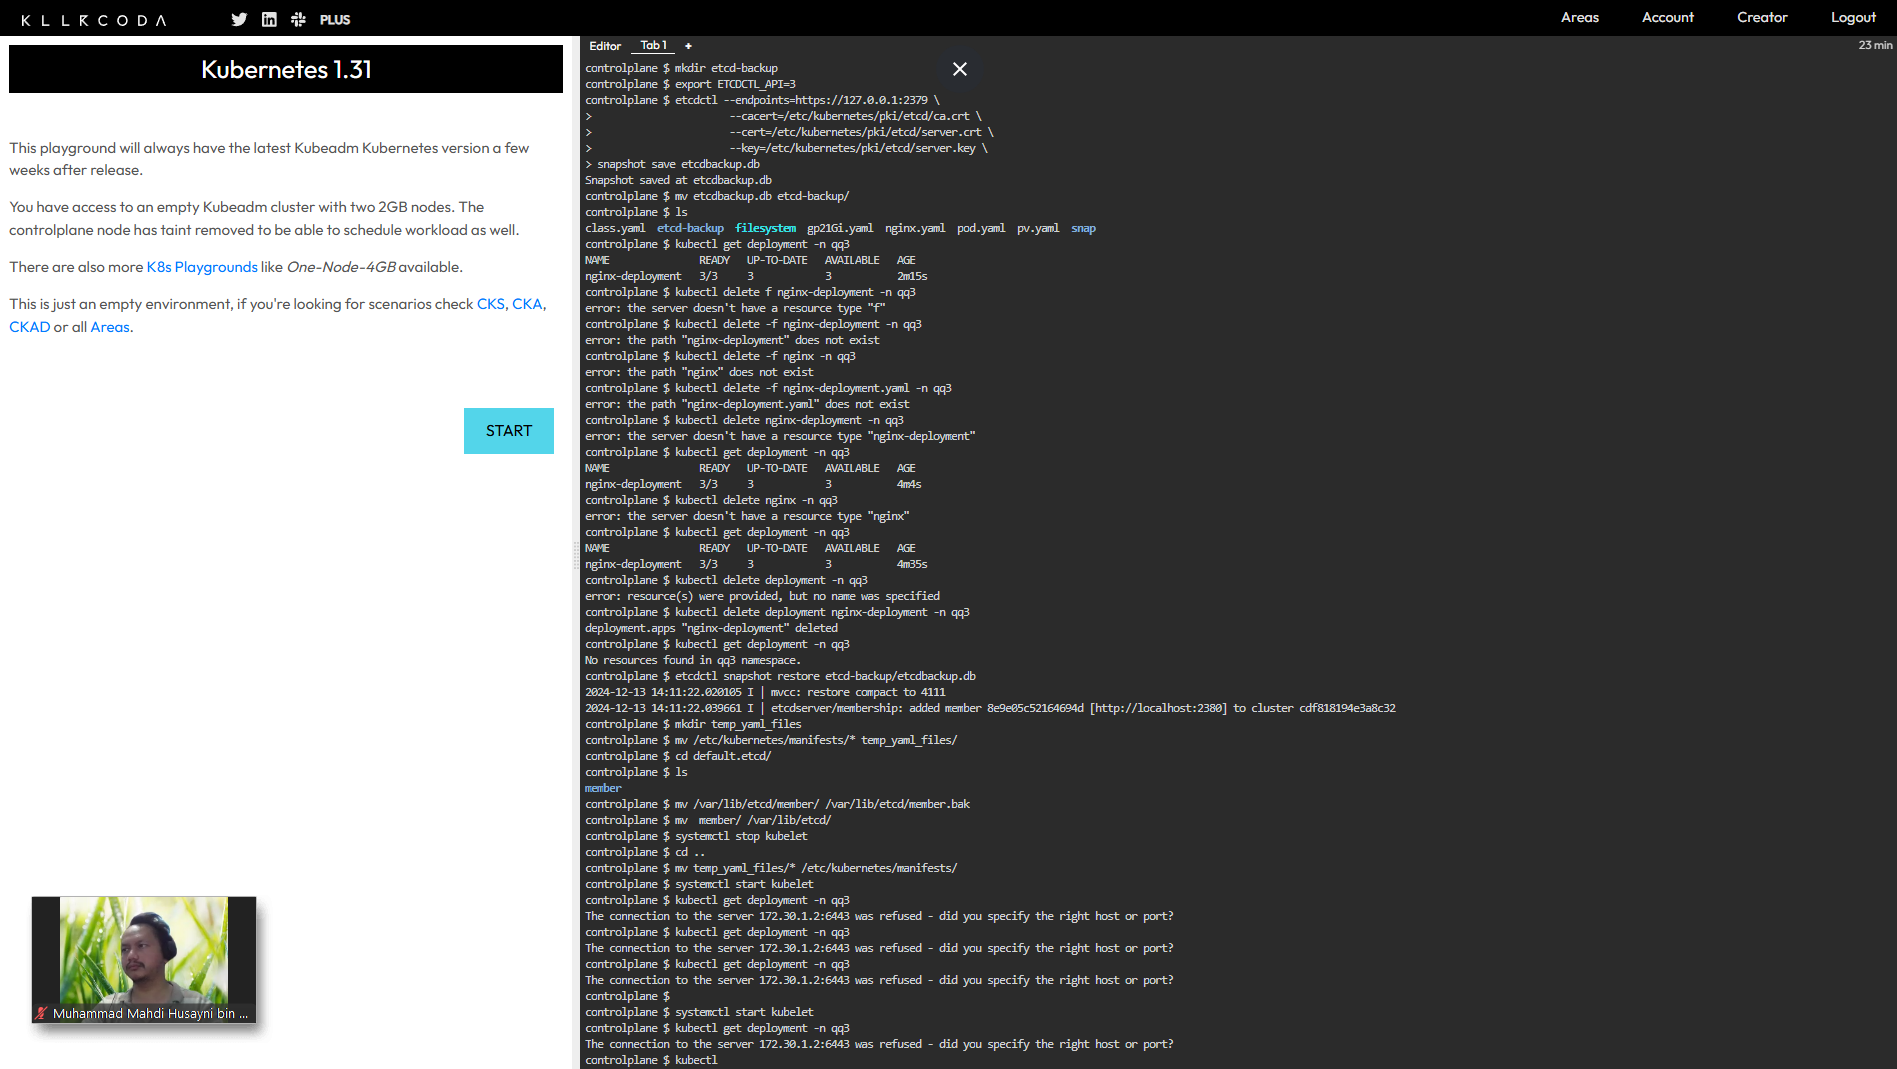 KILLRCODA
PLUS
Areas
Account
Creator
Logout
Kubernetes 1.31
This playground will always have the latest Kubeadm Kubernetes version a few
weeks after release.
You have access to an empty Kubeadm cluster with two 2GB nodes. The
controlplane node has taint removed to be able to schedule workload as well.
There are also more K8s Playgrounds like One-Node-4GB available.
This is just an empty environment, if you're looking for scenarios check CKS, CKA,
CKAD or all Areas.
START
Muhammad Mahdi Husayni bin ...
Editor
Tab 1
+
23 min
controlplane $ mkdir etcd-backup
controlplane $ export ETCDCTL_API=3
controlplane $ etcdctl --endpoints=https://127.0.0.1:2379 \
> --cacert=/etc/kubernetes/pki/etcd/ca.crt \
> --cert=/etc/kubernetes/pki/etcd/server.crt \
> --key=/etc/kubernetes/pki/etcd/server.key \
> snapshot save etcdbackup.db
Snapshot saved at etcdbackup.db
controlplane $ mv etcdbackup.db etcd-backup/
controlplane $ ls
class.yaml etcd-backup filesystem gp21Gi.yaml nginx.yaml pod.yaml pv.yaml snap
controlplane $ kubectl get deployment -n qq3
NAME READY UP-TO-DATE AVAILABLE AGE
nginx-deployment 3/3 3 3 2m15s
controlplane $ kubectl delete f nginx-deployment -n qq3
error: the server doesn't have a resource type "f"
controlplane $ kubectl delete -f nginx-deployment -n qq3
error: the path "nginx-deployment" does not exist
controlplane $ kubectl delete -f nginx -n qq3
error: the path "nginx" does not exist
controlplane $ kubectl delete -f nginx-deployment.yaml -n qq3
error: the path "nginx-deployment.yaml" does not exist
controlplane $ kubectl delete nginx-deployment -n qq3
error: the server doesn't have a resource type "nginx-deployment"
controlplane $ kubectl get deployment -n qq3
NAME READY UP-TO-DATE AVAILABLE AGE
nginx-deployment 3/3 3 3 4m4s
controlplane $ kubectl delete nginx -n qq3
error: the server doesn't have a resource type "nginx"
controlplane $ kubectl get deployment -n qq3
NAME READY UP-TO-DATE AVAILABLE AGE
nginx-deployment 3/3 3 3 4m35s
controlplane $ kubectl delete deployment -n qq3
error: resource(s) were provided, but no name was specified
controlplane $ kubectl delete deployment nginx-deployment -n qq3
deployment.apps "nginx-deployment" deleted
controlplane $ kubectl get deployment -n qq3
No resources found in qq3 namespace.
controlplane $ etcdctl snapshot restore etcd-backup/etcdbackup.db
2024-12-13 14:11:22.020105 I | mvcc: restore compact to 4111
2024-12-13 14:11:22.039661 I | etcdserver/membership: added member 8e9e05c52164694d [http://localhost:2380] to cluster cdf818194e3a8c32
controlplane $ mkdir temp_yaml_files
controlplane $ mv /etc/kubernetes/manifests/* temp_yaml_files/
controlplane $ cd default.etcd/
controlplane $ ls
member
controlplane $ mv /var/lib/etcd/member/ /var/lib/etcd/member.bak
controlplane $ mv  member/ /var/lib/etcd/
controlplane $ systemctl stop kubelet
controlplane $ cd ..
controlplane $ mv temp_yaml_files/* /etc/kubernetes/manifests/
controlplane $ systemctl start kubelet
controlplane $ kubectl get deployment -n qq3
The connection to the server 172.30.1.2:6443 was refused - did you specify the right host or port?
controlplane $ kubectl get deployment -n qq3
The connection to the server 172.30.1.2:6443 was refused - did you specify the right host or port?
controlplane $ kubectl get deployment -n qq3
The connection to the server 172.30.1.2:6443 was refused - did you specify the right host or port?
controlplane $
controlplane $ systemctl start kubelet
controlplane $ kubectl get deployment -n qq3
The connection to the server 172.30.1.2:6443 was refused - did you specify the right host or port?
controlplane $ kubectl